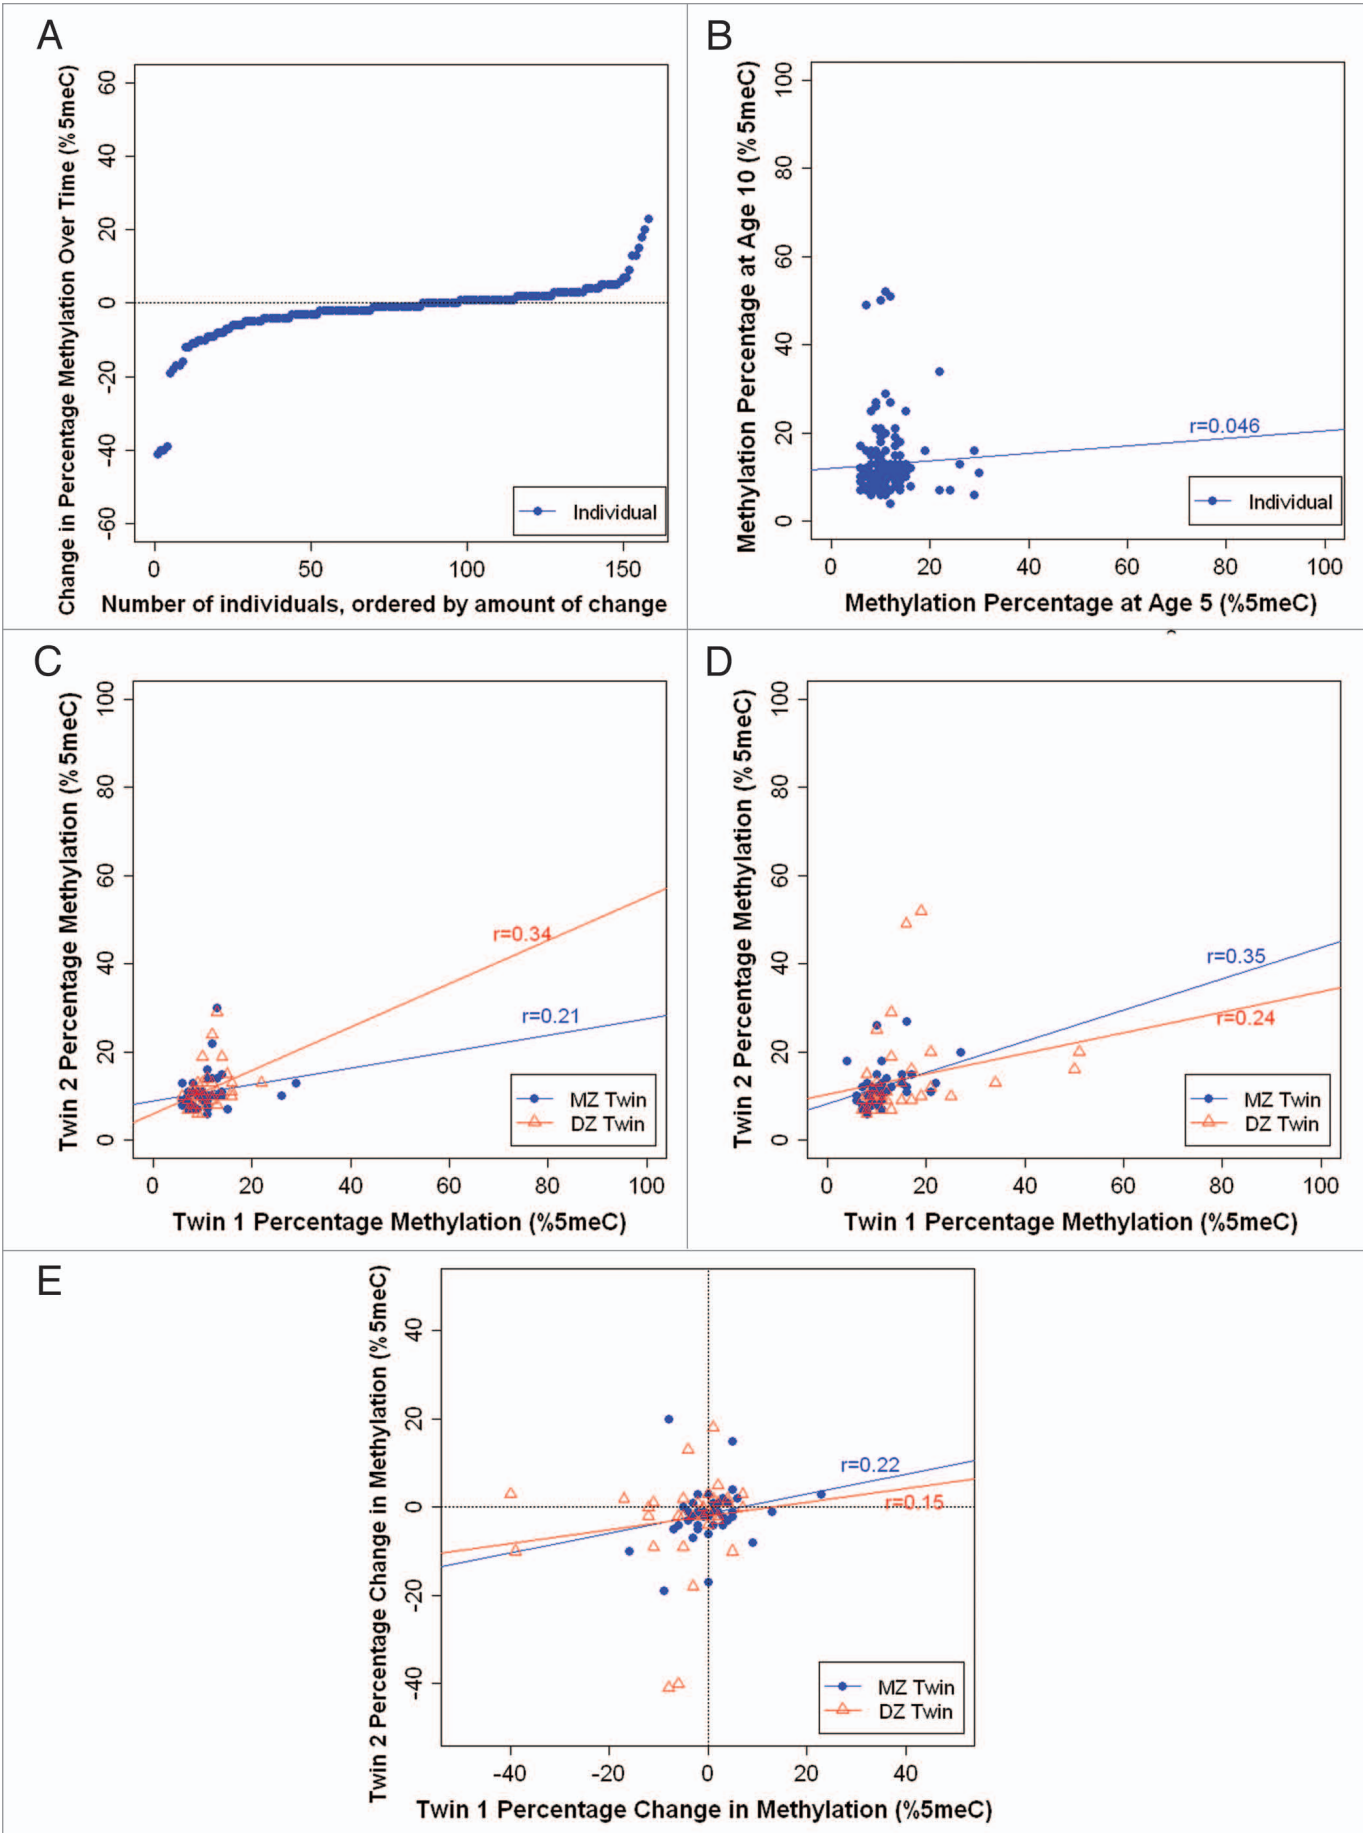 A
Change in Percentage Methylation Over Time (%5meC)
60
40
20
0
-20
-40
-60
Individual
0 50 100 150
Number of individuals, ordered by amount of change
B
Methylation Percentage at Age 10 (%5meC)
100
80
60
40
20
0
r=0.046
Individual
0 20 40 60 80 100
Methylation Percentage at Age 5 (%5meC)
C
Twin 2 Percentage Methylation (%5meC)
100
80
60
40
20
0
r=0.34
r=0.21
MZ Twin
DZ Twin
0 20 40 60 80 100
Twin 1 Percentage Methylation (%5meC)
D
Twin 2 Percentage Methylation (%5meC)
100
80
60
40
20
0
r=0.35
r=0.24
MZ Twin
DZ Twin
0 20 40 60 80 100
Twin 1 Percentage Methylation (%5meC)
E
Twin 2 Percentage Change in Methylation (%5meC)
40
20
0
-20
-40
r=0.22
r=0.15
MZ Twin
DZ Twin
-40 -20 0 20 40
Twin 1 Percentage Change in Methylation (%5meC)